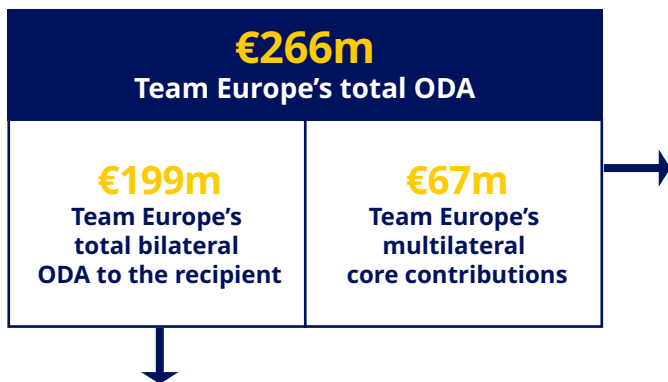 €266m
Team Europe's total ODA
€199m
Team Europe's
total bilateral
ODA to the recipient
€67m
Team Europe's
multilateral
core contributions